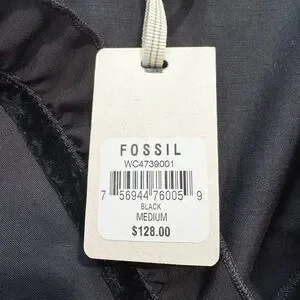 FOSSIL
WC4739001
7 56944 76005 9
BLACK
MEDIUM
$128.00